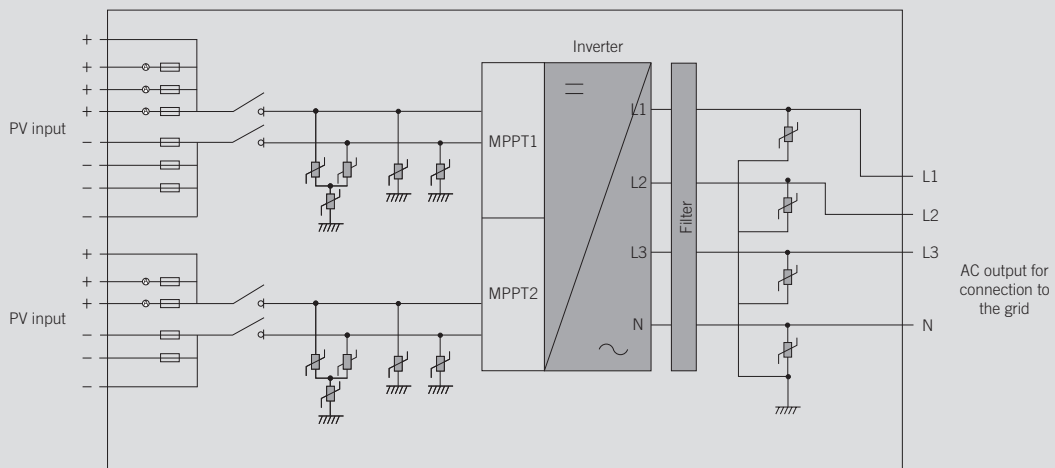 Inverter
+
+
+
+
PV input
−
−
−
−
MPPT1
L1
L2
L3
N
Filter
L1
L2
L3
N
AC output for
connection to
the grid
+
+
+
PV input
−
−
−
MPPT2